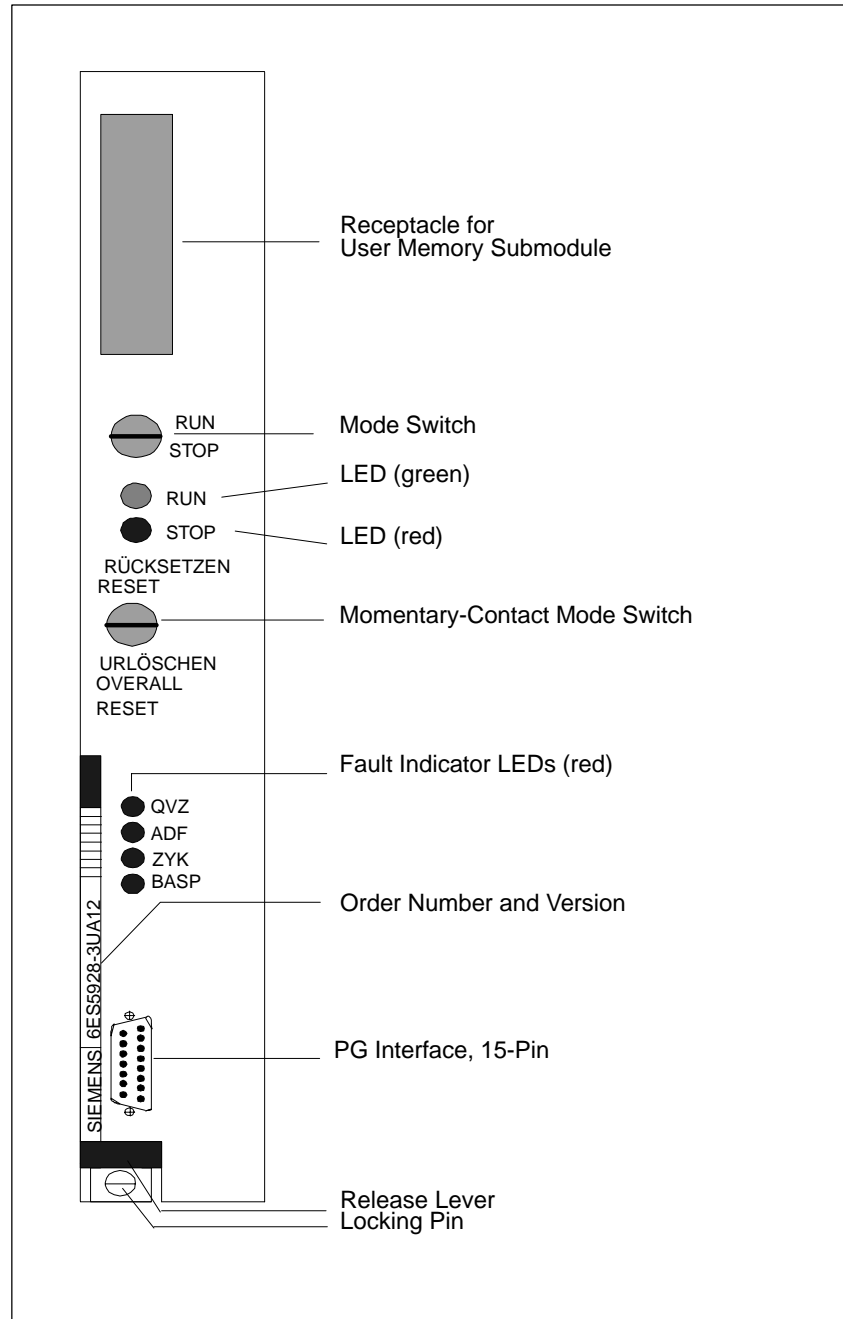 Receptacle for
User Memory Submodule
RUN
STOP
Mode Switch
LED (green)
RUN
STOP
LED (red)
RÜCKSETZEN
RESET
Momentary-Contact Mode Switch
URLÖSCHEN
OVERALL
RESET
Fault Indicator LEDs (red)
QVZ
ADF
ZYK
BASP
Order Number and Version
SIEMENS 6ES5928-3UA12
PG Interface, 15-Pin
Release Lever
Locking Pin